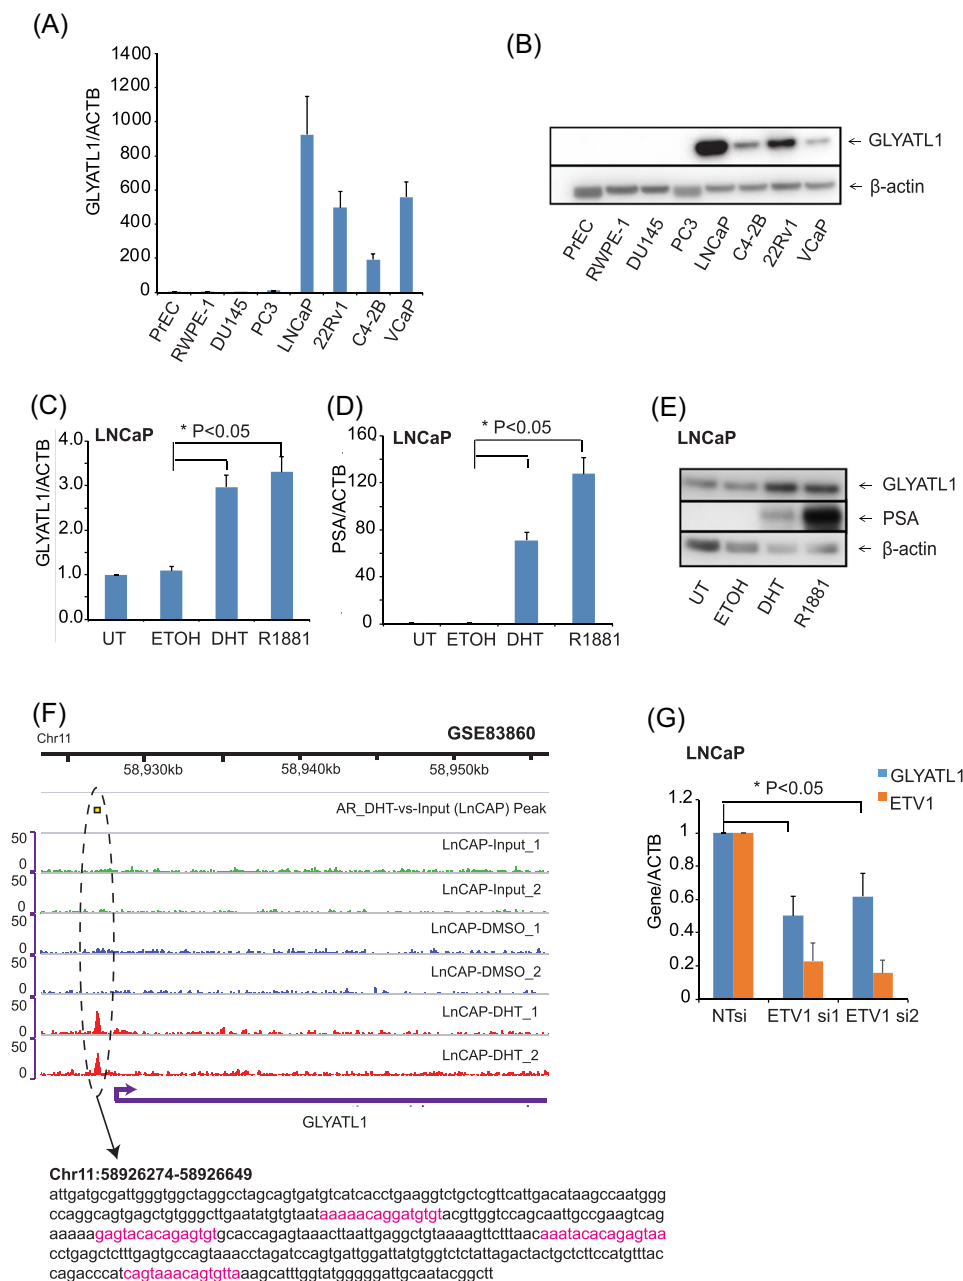 (A)
GLYATL1/ACTB
1400
1200
1000
800
600
400
200
0
PrEC
RWPE-1
DU145
PC3
LNCaP
22Rv1
C4-2B
VCaP
(B)
GLYATL1
β-actin
PrEC
RWPE-1
DU145
PC3
LNCaP
C4-2B
22Rv1
VCaP
(C)
LNCaP
* P<0.05
GLYATL1/ACTB
4.0
3.0
2.0
1.0
0.0
UT ETOH DHT R1881
(D)
LNCaP
* P<0.05
PSA/ACTB
160
120
80
40
0
UT ETOH DHT R1881
(E)
LNCaP
GLYATL1
PSA
β-actin
UT
ETOH
DHT
R1881
(F)
Chr11
GSE83860
58,930kb 58,940kb 58,950kb
AR_DHT-vs-Input (LnCAP) Peak
50
0
LnCAP-Input_1
50
0
LnCAP-Input_2
50
0
LnCAP-DMSO_1
50
0
LnCAP-DMSO_2
50
0
LnCAP-DHT_1
50
0
LnCAP-DHT_2
GLYATL1
Chr11:58926274-58926649
attgatgcgattgggtggctaggcctagcagtgatgtcatcacctgaaggtctgctcgttcattgacataagccaatggg
ccaggcagtgagctgtgggcttgaatatgtgtaataaaaacaggatgtgtacgttggtccagcaattgccgaagtcag
aaaaagagtacacagagtgtgcaccagagtaaacttaattgaggctgtaaaagttctttaacaaatacacagagtaa
cctgagctctttgagtgccagtaaacctagatccagtgattggattatgtggtctctattagactactgctcttccatgtttac
cagacccatcagtaaacagtgttaaagcatttggtatgggggattgcaatacggctt
(G)
LNCaP
GLYATL1
ETV1
* P<0.05
Gene/ACTB
1.2
1
0.8
0.6
0.4
0.2
0
NTsi ETV1 si1 ETV1 si2